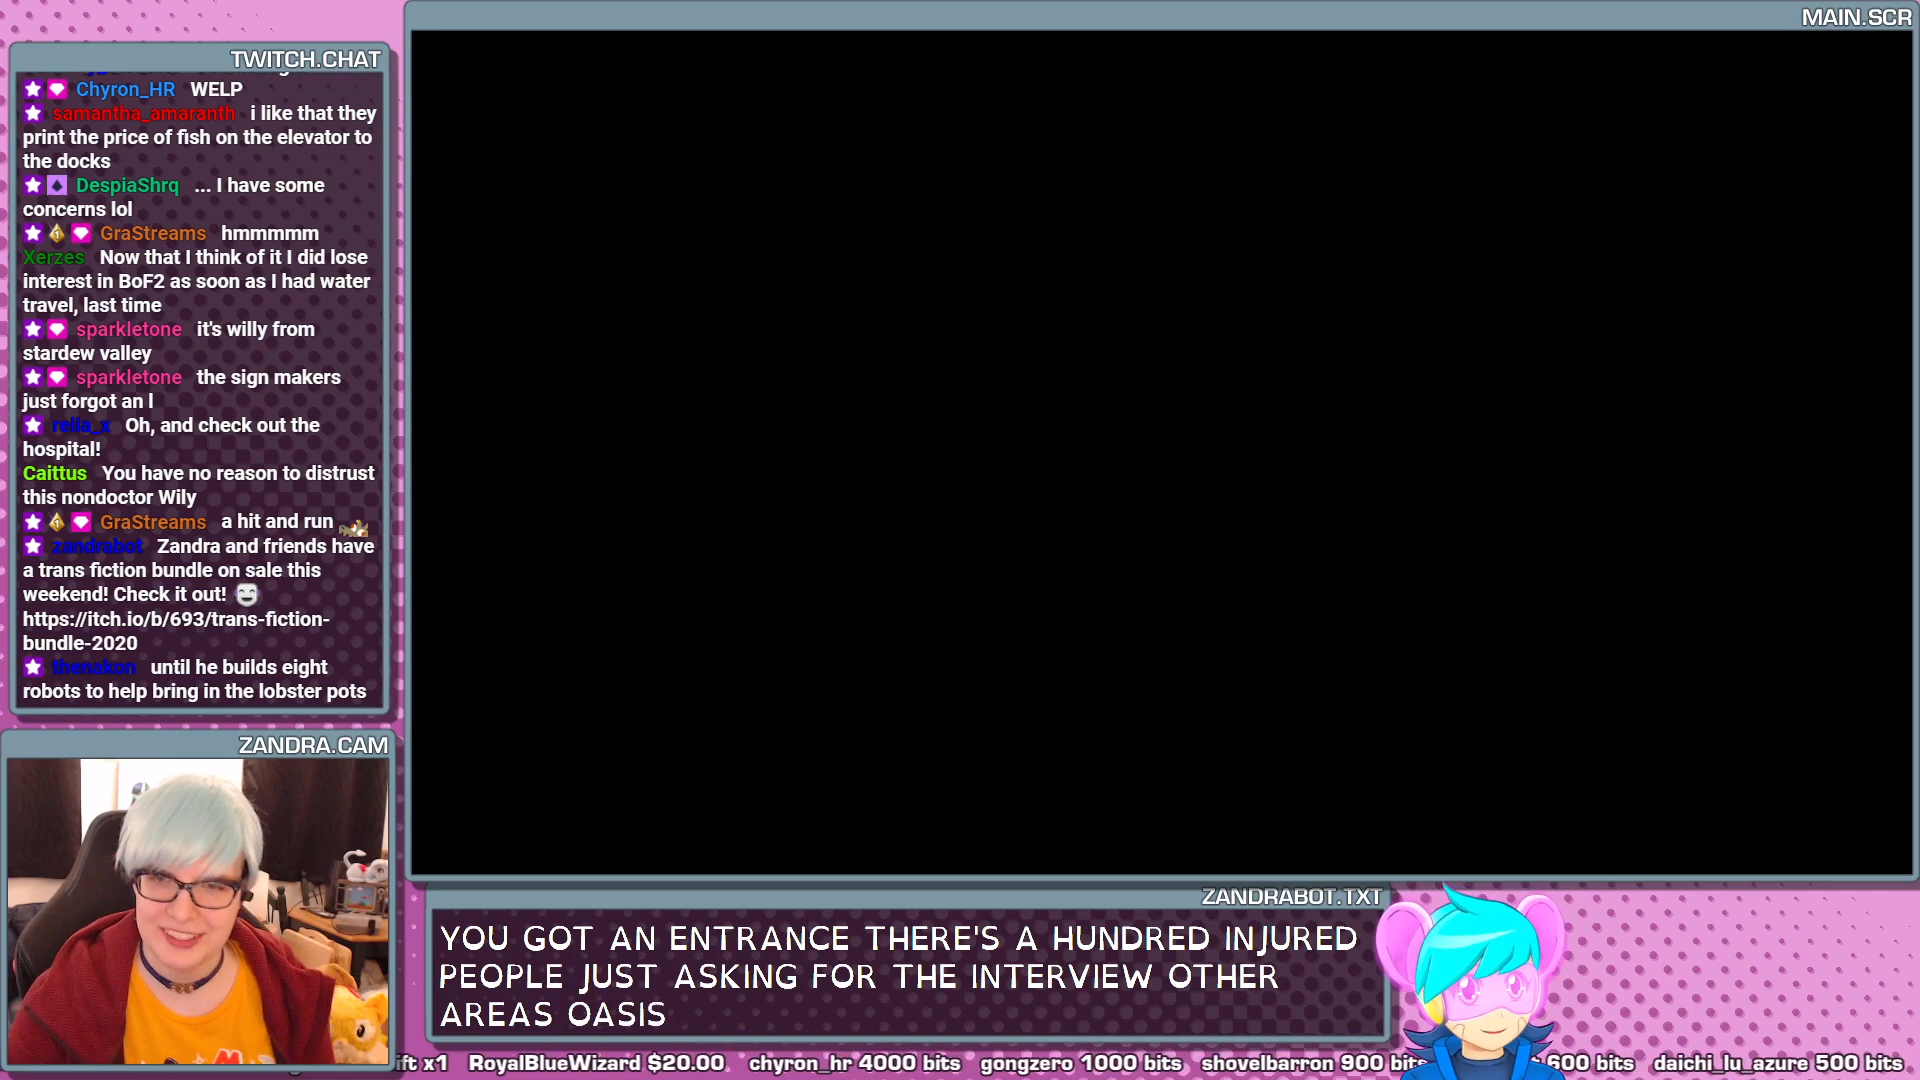 MAIN.SCR
TWITCH.CHAT
Chyron_HR WELP
samantha_amaranth i like that they
print the price of fish on the elevator to
the docks
DespiaShrq ... I have some
concerns lol
GraStreams hmmmmm
Xerzes Now that I think of it I did lose
interest in BoF2 as soon as I had water
travel, last time
sparkletone it's willy from
stardew valley
sparkletone the sign makers
just forgot an l
relia_x Oh, and check out the
hospital!
Caittus You have no reason to distrust
this nondoctor Wily
GraStreams a hit and run
zandrabot Zandra and friends have
a trans fiction bundle on sale this
weekend! Check it out!
https://itch.io/b/693/trans-fiction-
bundle-2020
thenakon until he builds eight
robots to help bring in the lobster pots
ZANDRA.CAM
ZANDRABOT.TXT
YOU GOT AN ENTRANCE THERE'S A HUNDRED INJURED
PEOPLE JUST ASKING FOR THE INTERVIEW OTHER
AREAS OASIS
x1 RoyalBlueWizard $20.00 chyron_hr 4000 bits gongzero 1000 bits shovelbarron 900 bits 600 bits daichi_lu_azure 500 bits